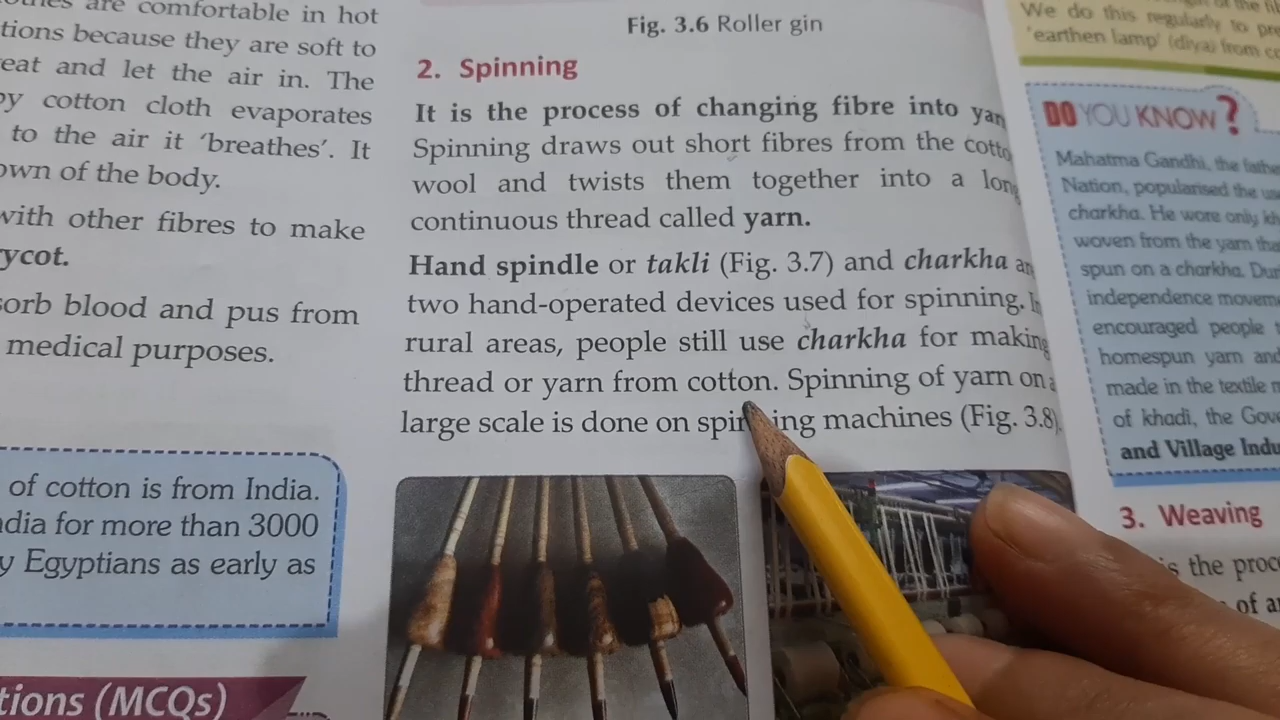 are comfortable in hot
tions because they are soft to
eat and let the air in. The
by cotton cloth evaporates
to the air it ‘breathes’. It
own of the body.
with other fibres to make
ycot.
sorb blood and pus from
medical purposes.
of cotton is from India.
ndia for more than 3000
y Egyptians as early as
tions (MCQs)
Fig. 3.6 Roller gin
2. Spinning
It is the process of changing fibre into yar
Spinning draws out short fibres from the cotto
wool and twists them together into a long
continuous thread called yarn.
Hand spindle or takli (Fig. 3.7) and charkha ar
two hand-operated devices used for spinning. In
rural areas, people still use charkha for making
thread or yarn from cotton. Spinning of yarn on a
large scale is done on spinning machines (Fig. 3.8).
We do this regularly to pre
‘earthen lamp’ (diya) from co
DO YOU KNOW?
Mahatma Gandhi, the fathe
Nation, popularised the us
charkha. He wore only kh
woven from the yarn tha
spun on a charkha. Dur
independence movem
encouraged people t
homespun yarn and
made in the textile m
of khadi, the Gov
and Village Indu
3. Weaving
is the proc
of an